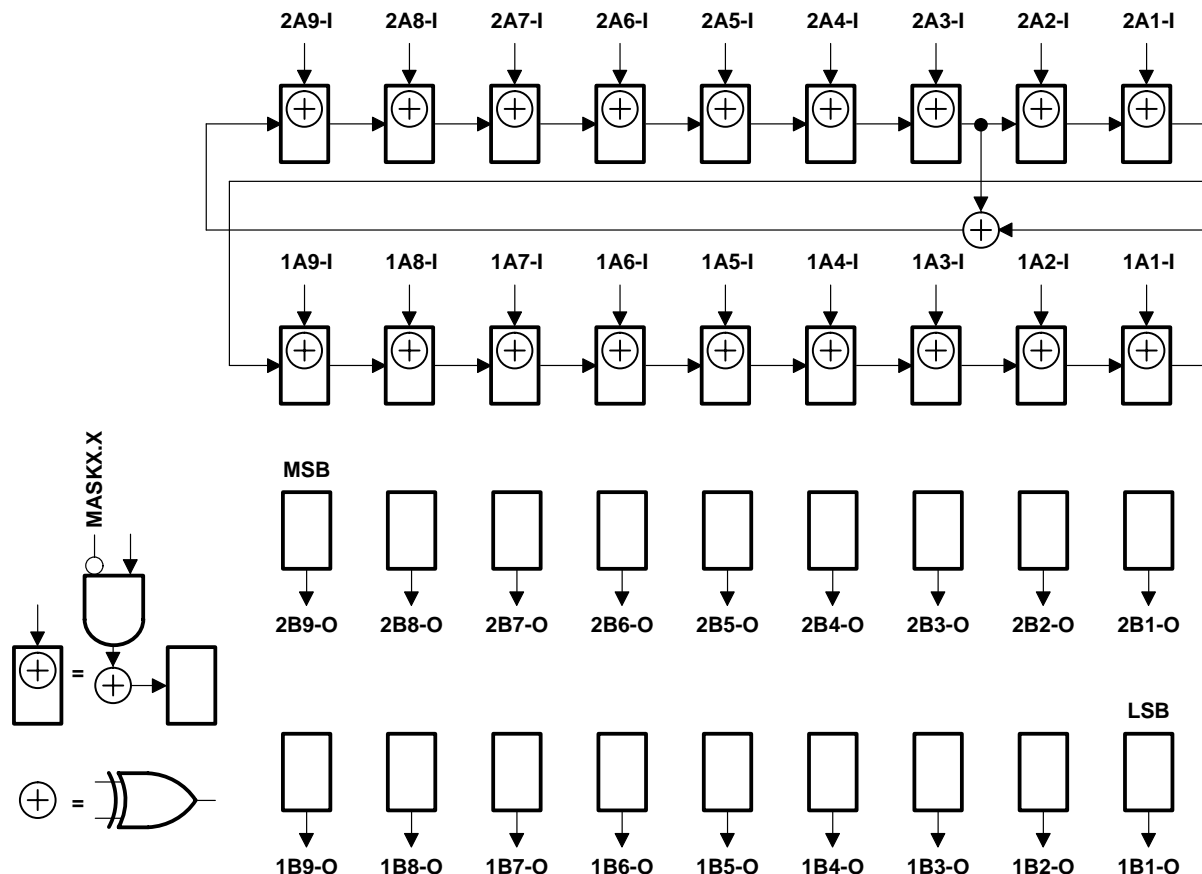 2A9-I 2A8-I 2A7-I 2A6-I 2A5-I 2A4-I 2A3-I 2A2-I 2A1-I
1A9-I 1A8-I 1A7-I 1A6-I 1A5-I 1A4-I 1A3-I 1A2-I 1A1-I
MASKX.X
MSB
2B9-O 2B8-O 2B7-O 2B6-O 2B5-O 2B4-O 2B3-O 2B2-O 2B1-O
=
LSB
=
1B9-O 1B8-O 1B7-O 1B6-O 1B5-O 1B4-O 1B3-O 1B2-O 1B1-O